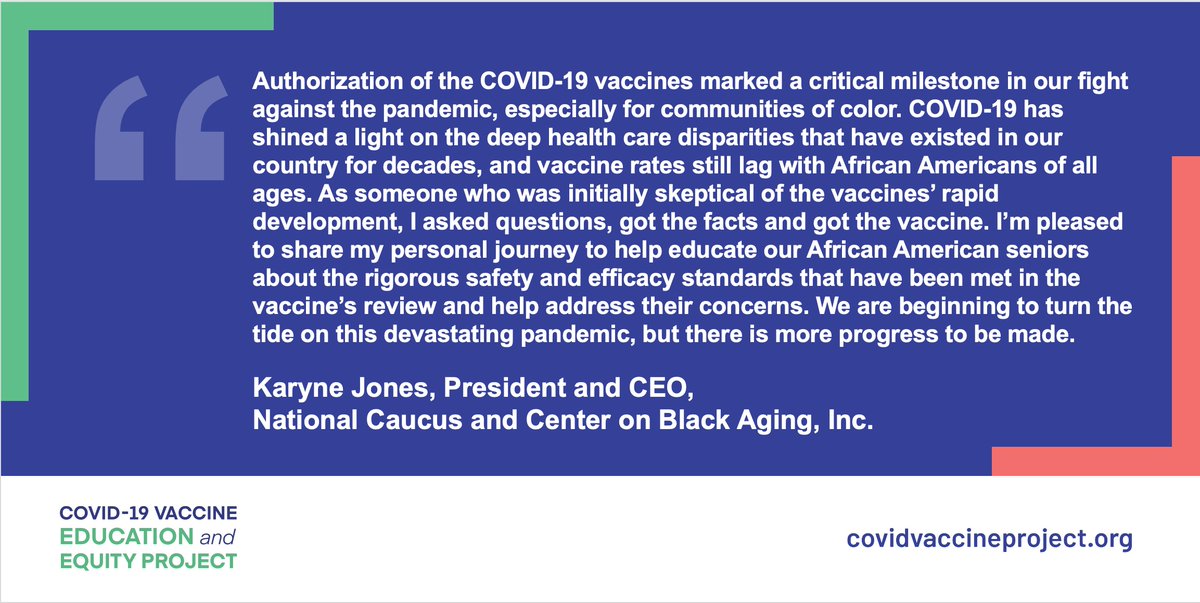 Authorization of the COVID-19 vaccines marked a critical milestone in our fight
against the pandemic, especially for communities of color. COVID-19 has
shined a light on the deep health care disparities that have existed in our
country for decades, and vaccine rates still lag with African Americans of all
ages. As someone who was initially skeptical of the vaccines’ rapid
development, I asked questions, got the facts and got the vaccine. I’m pleased
to share my personal journey to help educate our African American seniors
about the rigorous safety and efficacy standards that have been met in the
vaccine’s review and help address their concerns. We are beginning to turn the
tide on this devastating pandemic, but there is more progress to be made.
Karyne Jones, President and CEO,
National Caucus and Center on Black Aging, Inc.
COVID-19 VACCINE
EDUCATION and
EQUITY PROJECT
covidvaccineproject.org